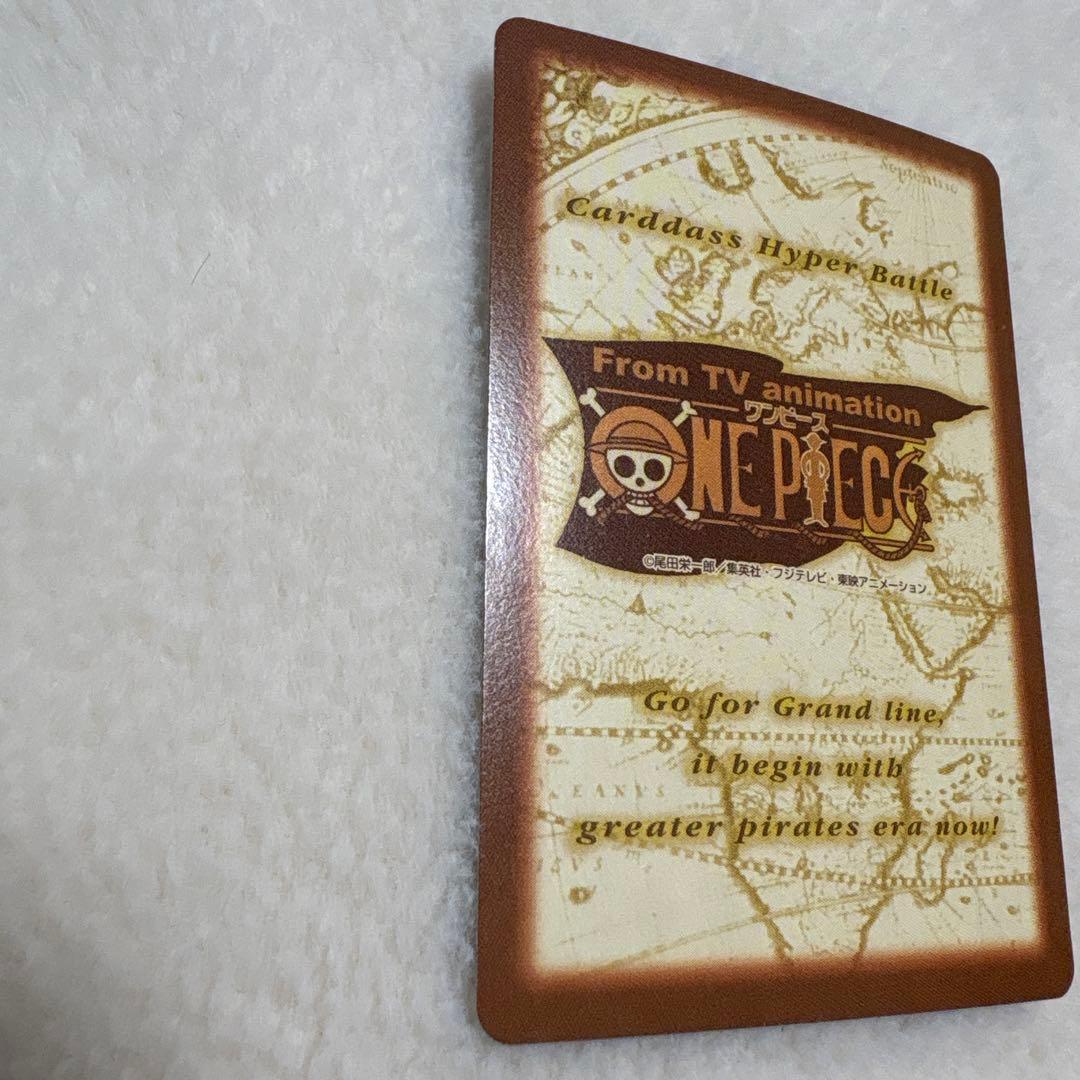 Septentrio
Carddass Hyper Battle
From TV animation
ワンピース
ONE PIECE
©尾田栄一郎／集英社・フジテレビ・東映アニメーション
Go for Grand line,
it begin with
greater pirates era now!